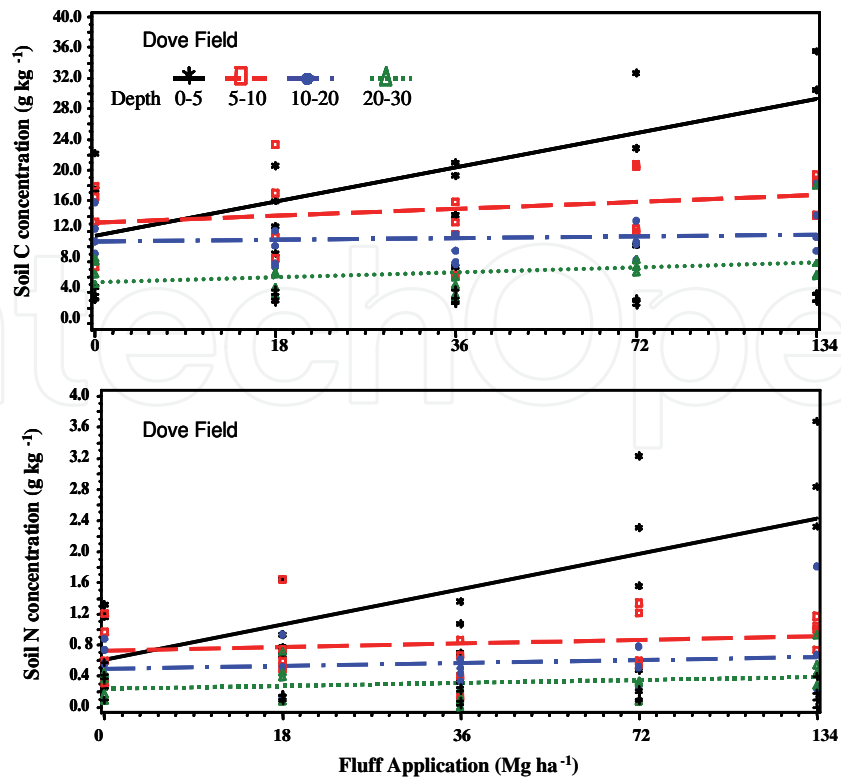 40.0
36.0
32.0
28.0
24.0
20.0
16.0
12.0
8.0
4.0
0.0
Soil C concentration (g kg -1)
Dove Field
Depth 0-5 5-10 10-20 20-30
0 18 36 72 134
ntechOpe
4.0
3.6
3.2
2.8
2.4
2.0
1.6
1.2
0.8
0.4
0.0
Soil N concentration (g kg -1)
Dove Field
0 18 36 72 134
Fluff Application (Mg ha-1)